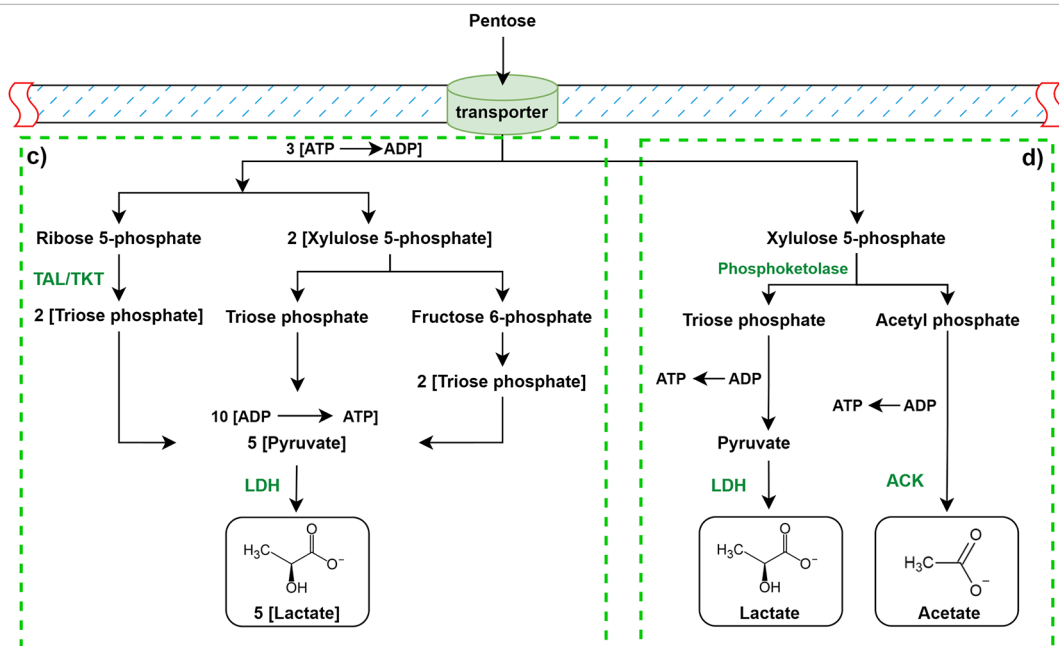 Pentose
transporter
c)
3 [ATP → ADP]
d)
Ribose 5-phosphate
2 [Xylulose 5-phosphate]
Xylulose 5-phosphate
TAL/TKT
Phosphoketolase
2 [Triose phosphate]
Triose phosphate
Fructose 6-phosphate
Triose phosphate
Acetyl phosphate
2 [Triose phosphate]
ATP ← ADP
ATP ← ADP
10 [ADP → ATP]
5 [Pyruvate]
Pyruvate
LDH
LDH
ACK
H₃C
O
O⁻
OH
5 [Lactate]
H₃C
O
O⁻
OH
Lactate
H₃C
O
O⁻
Acetate